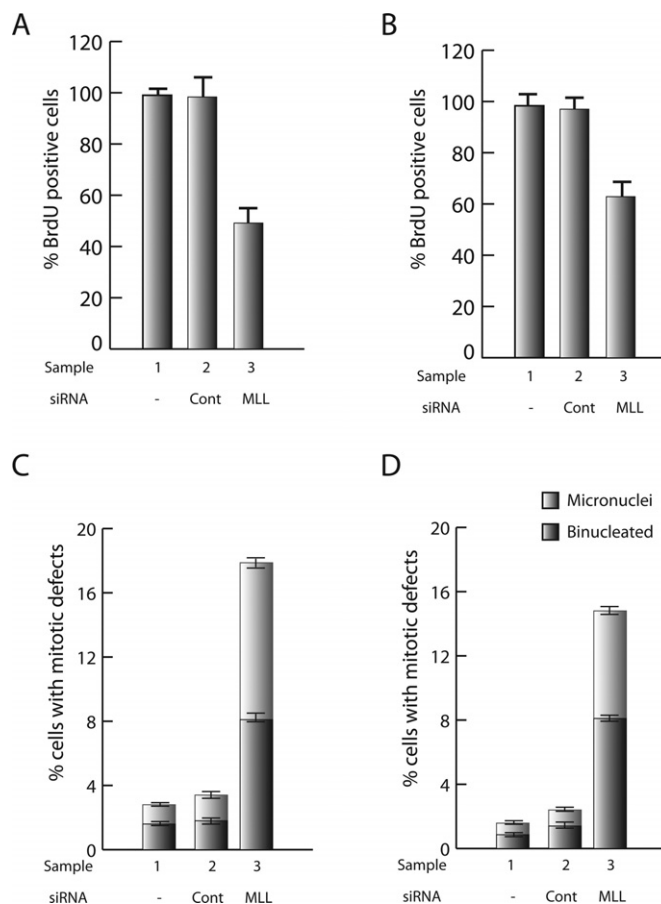 A
% BrdU positive cells
120
100
80
60
40
20
0
Sample 1 2 3
siRNA - Cont MLL
B
% BrdU positive cells
120
100
80
60
40
20
0
Sample 1 2 3
siRNA - Cont MLL
C
% cells with mitotic defects
20
16
12
8
4
0
Sample 1 2 3
siRNA - Cont MLL
D
Micronuclei
Binucleated
% cells with mitotic defects
20
16
12
8
4
0
Sample 1 2 3
siRNA - Cont MLL